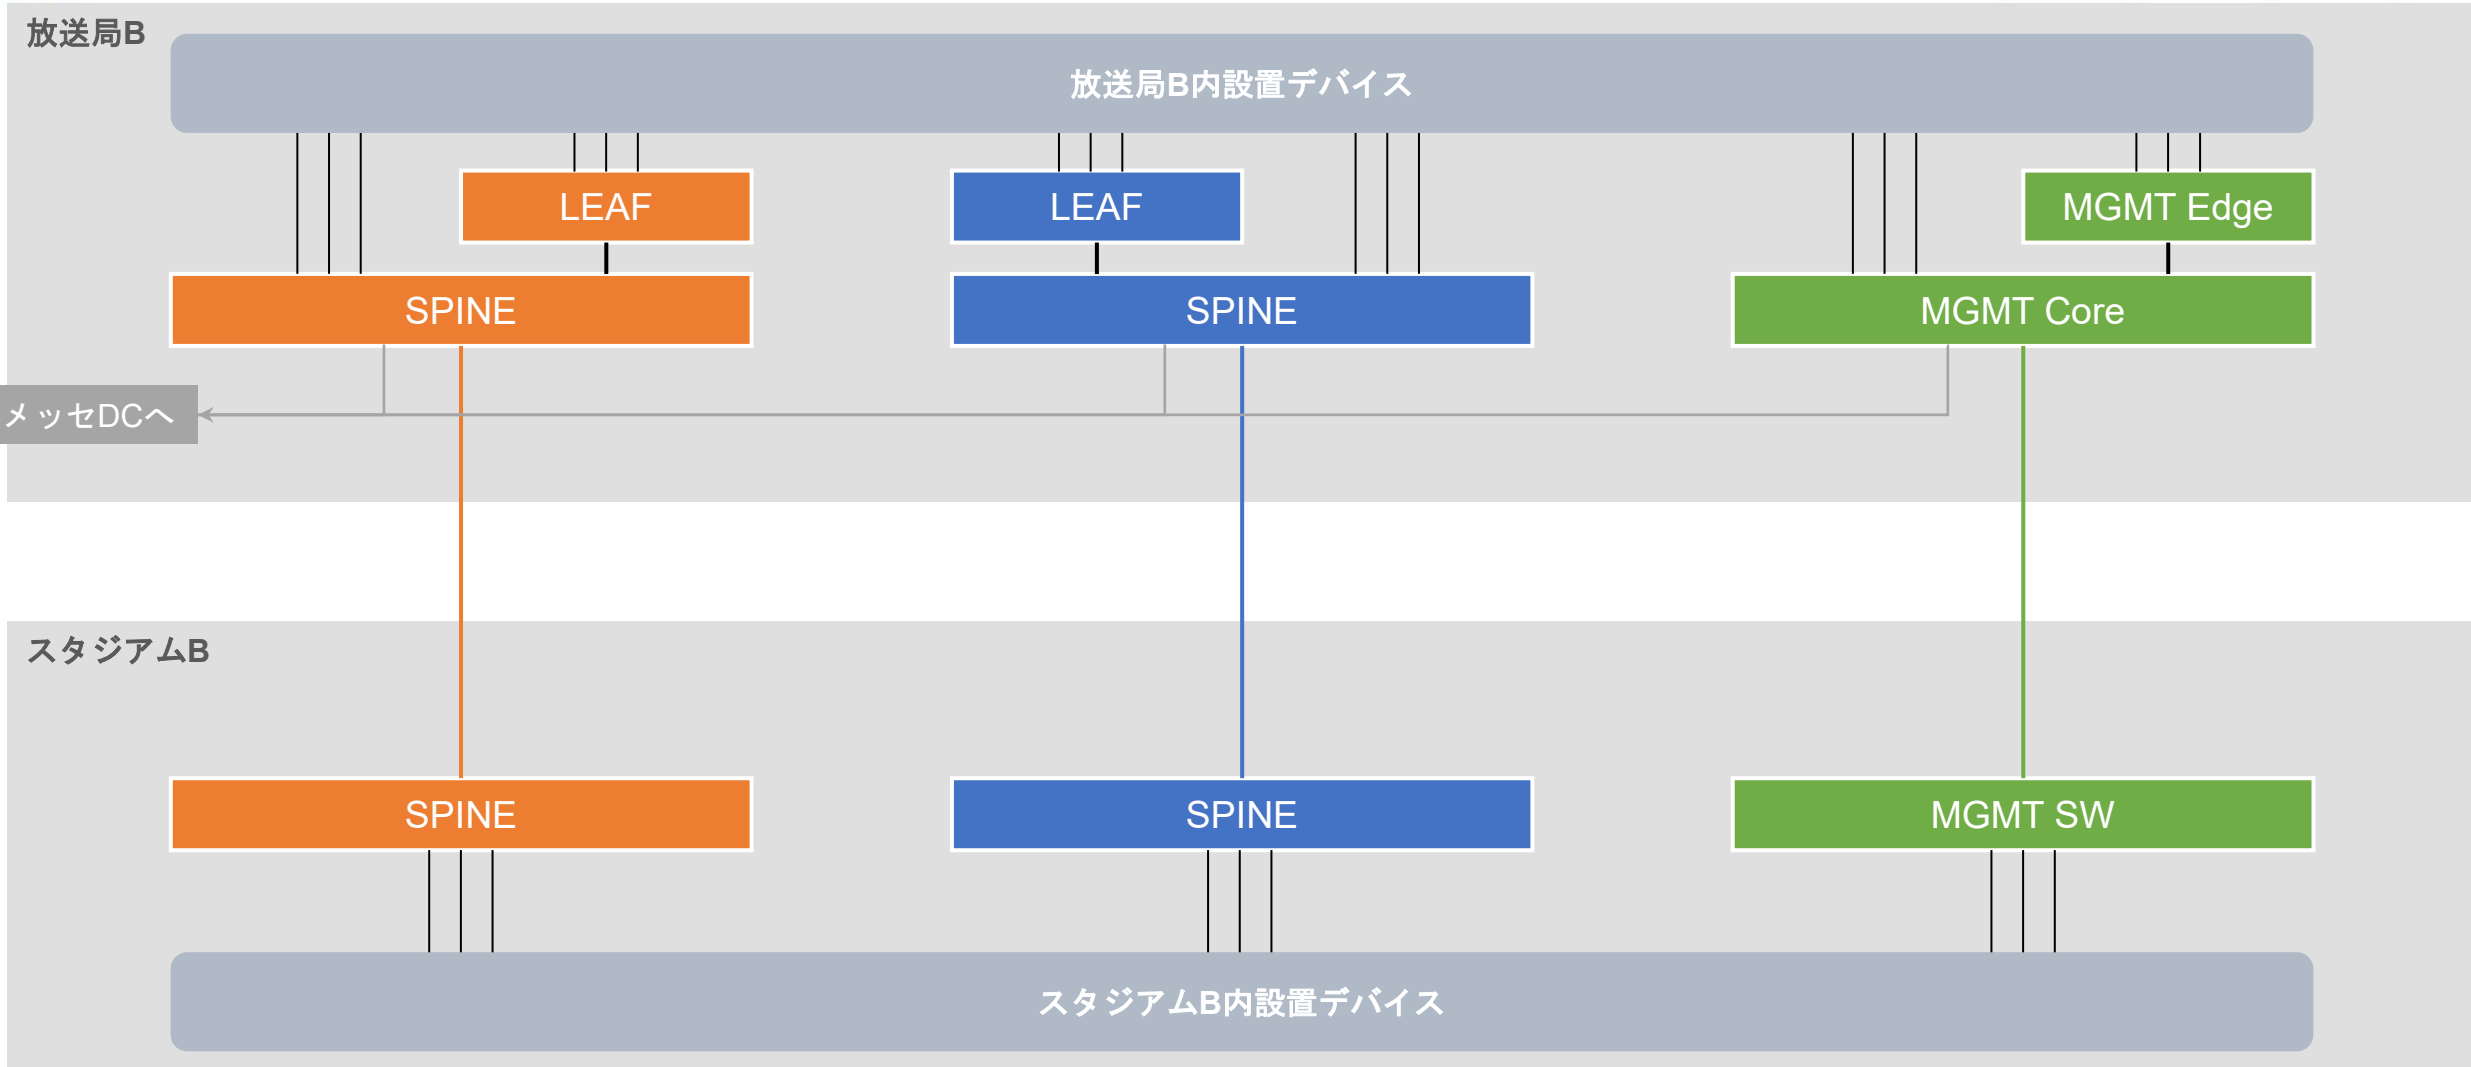 放送局B
放送局B内設置デバイス
LEAF
LEAF
MGMT Edge
SPINE
SPINE
MGMT Core
メッセDCへ
スタジアムB
SPINE
SPINE
MGMT SW
スタジアムB内設置デバイス